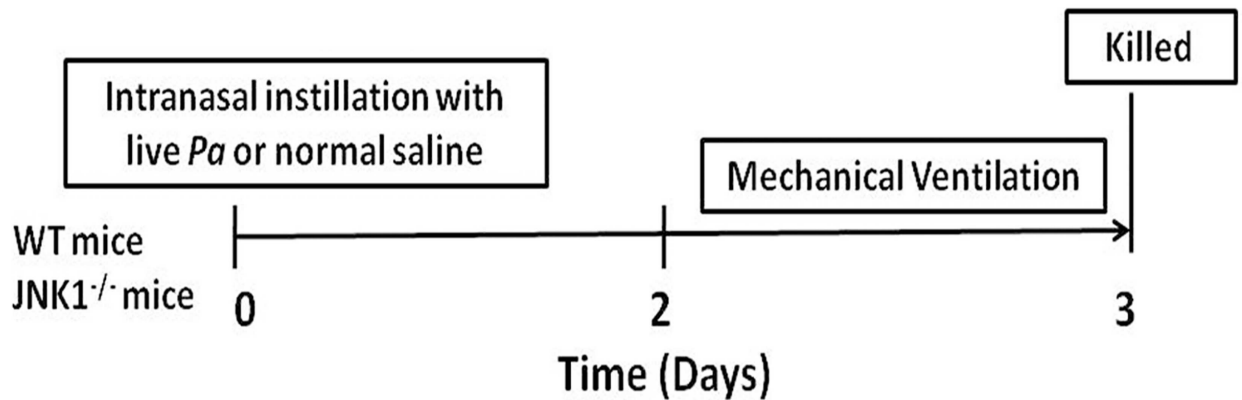 Killed
Intranasal instillation with
live Pa or normal saline
Mechanical Ventilation
WT mice
JNK1-/- mice
0
2
3
Time (Days)